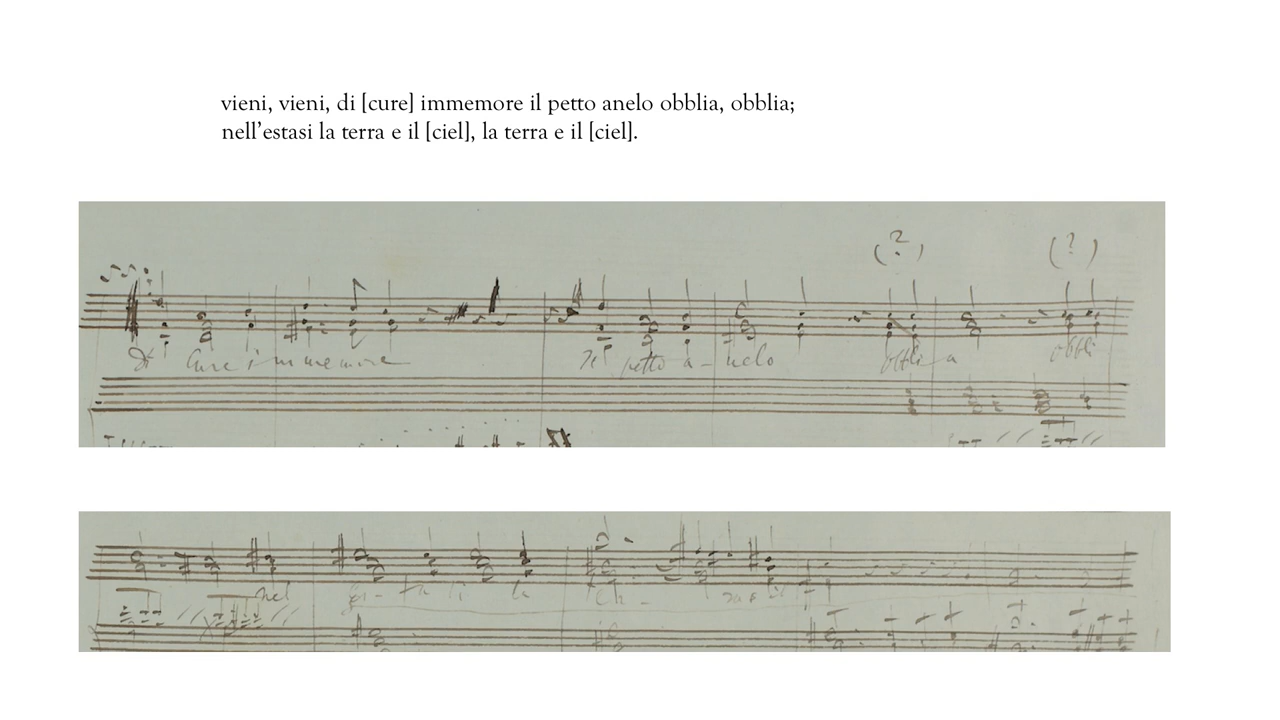 vieni, vieni, di [cure] immemore il petto anelo obblia, obblia;
nell’estasi la terra e il [ciel], la terra e il [ciel].
(?) (?)
di Cure immemore Il petto a- nelo obbli a obbli
nel es- ta si la